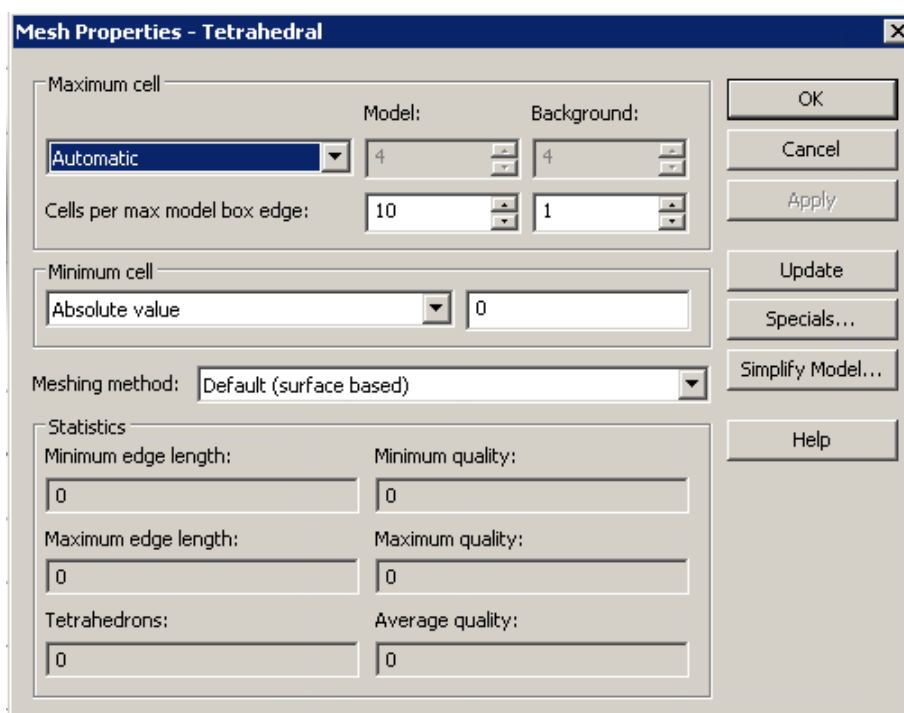 Mesh Properties - Tetrahedral
Maximum cell
Model: Background:
Automatic 4 4
Cells per max model box edge: 10 1
Minimum cell
Absolute value 0
Meshing method: Default (surface based)
Statistics
Minimum edge length: Minimum quality:
0 0
Maximum edge length: Maximum quality:
0 0
Tetrahedrons: Average quality:
0 0
OK
Cancel
Apply
Update
Specials...
Simplify Model...
Help